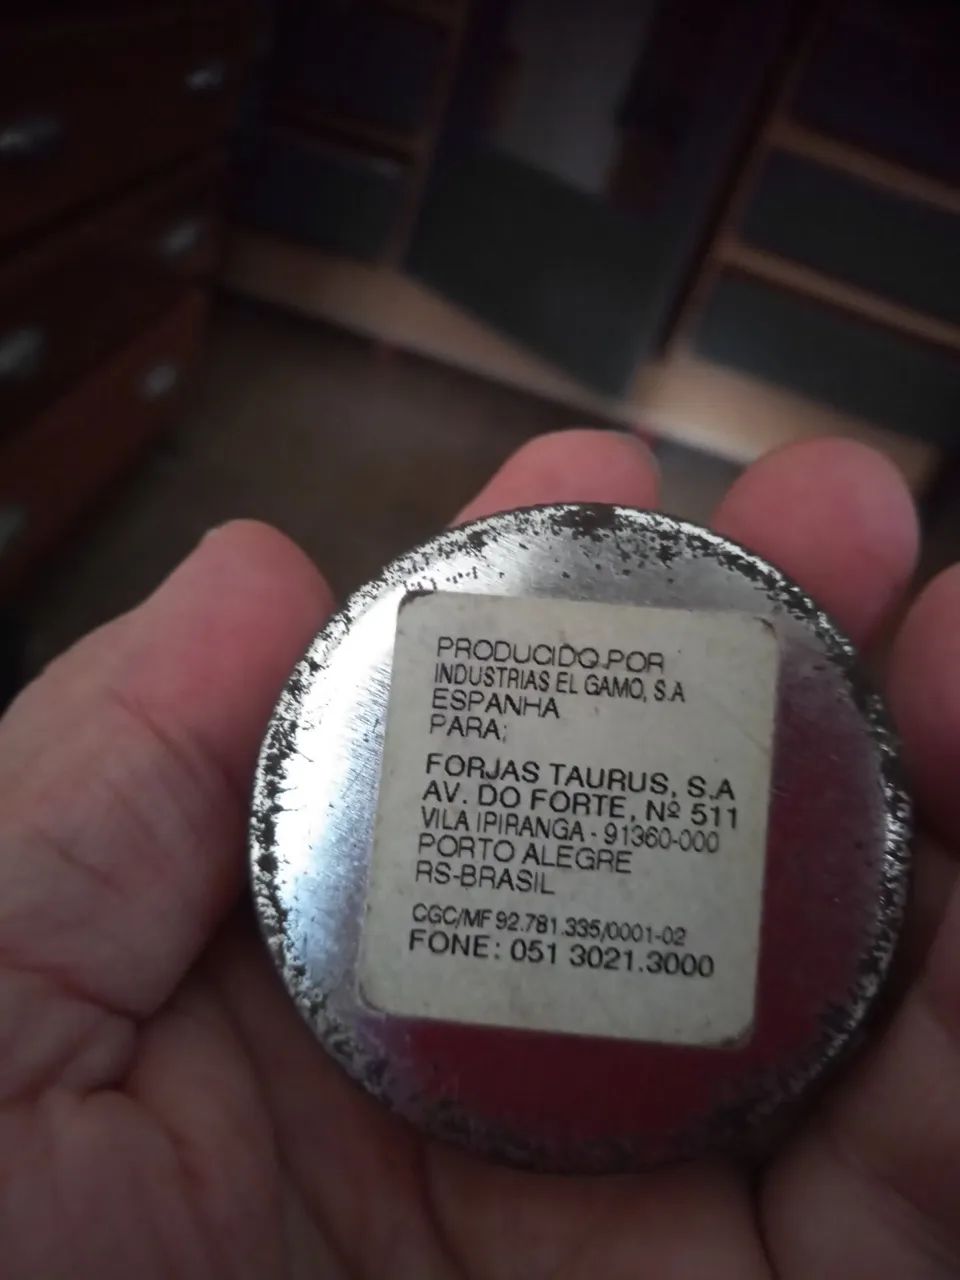 PRODUCIDO.POR
INDUSTRIAS EL GAMO, S.A
ESPANHA
PARA;
FORJAS TAURUS, S.A
AV. DO FORTE, Nº 511
VILA IPIRANGA - 91360-000
PORTO ALEGRE
RS-BRASIL
CGC/MF 92.781.335/0001-02
FONE: 051 3021.3000